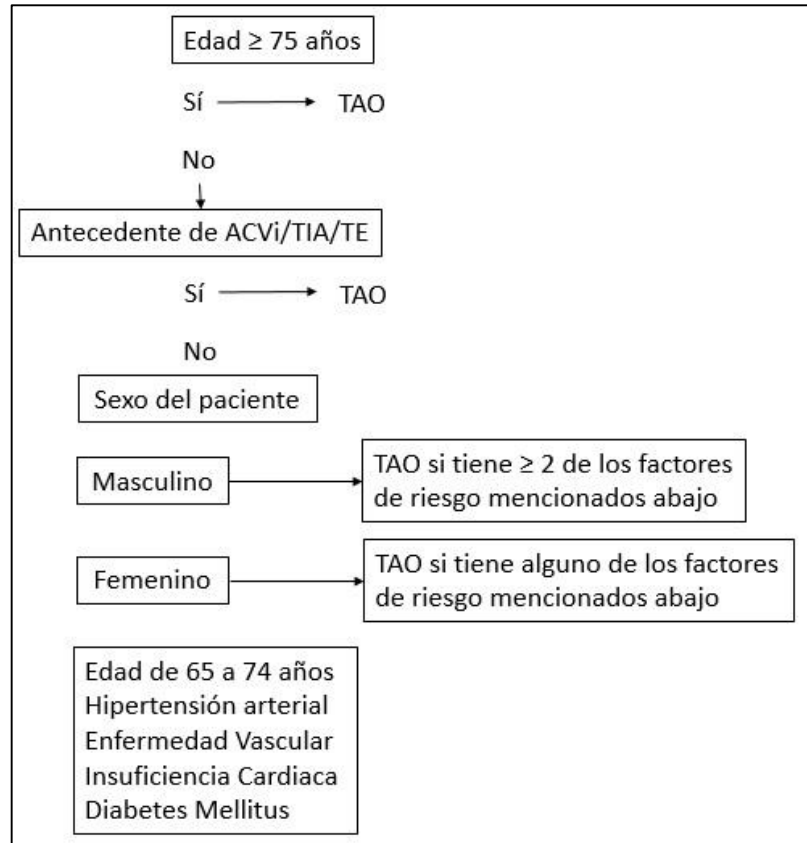 Edad ≥ 75 años
Sí TAO
No
Antecedente de ACVi/TIA/TE
Sí TAO
No
Sexo del paciente
Masculino
TAO si tiene ≥ 2 de los factores
de riesgo mencionados abajo
Femenino
TAO si tiene alguno de los factores
de riesgo mencionados abajo
Edad de 65 a 74 años
Hipertensión arterial
Enfermedad Vascular
Insuficiencia Cardiaca
Diabetes Mellitus